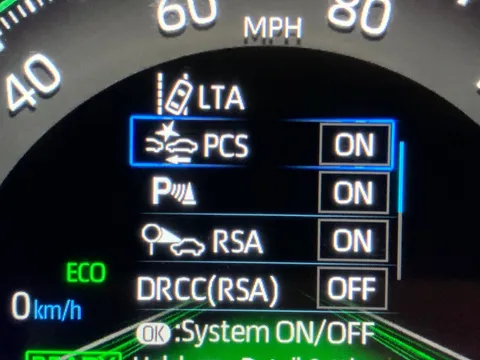 60 MPH 80
40
LTA
PCS ON
P ON
RSA ON
DRCC(RSA) OFF
ECO
0 km/h
OK :System ON/OFF